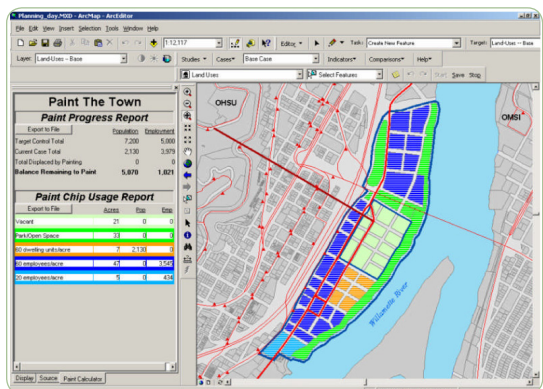 Planning_day.MXD - ArcMap - ArcEditor
File Edit View Insert Selection Tools Window Help
1:12,117
Editor
Task: Create New Feature
Target: Land-Uses -- Base
Layer: Land-Uses -- Base
Studies
Cases
Base Case
Indicators
Comparisons
Help
Land Uses
Select Features
Start Save Stop
Paint The Town
Paint Progress Report
Export to File Population Employment
Target Control Total 7,200 5,000
Current Case Total 2,130 3,979
Total Displaced by Painting 0 0
Balance Remaining to Paint 5,070 1,021
Paint Chip Usage Report
Export to File Acres Pop Emp
Vacant 21 0 0
Park/Open Space 33 0 0
60 dwelling units/acre 7 2,130 0
60 employees/acre 47 0 3,545
20 employees/acre 5 0 434
Display Source Paint Calculator
OHSU
OMSI
Willamette River